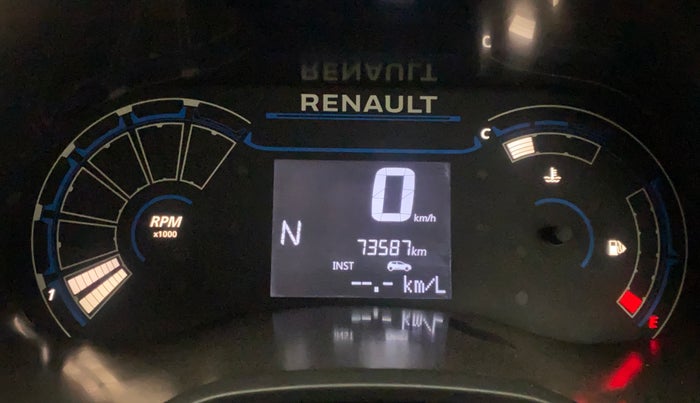 RENAULT
C
0 km/h
N
RPM
x1000
73587km
INST
--.- km/L
1
E